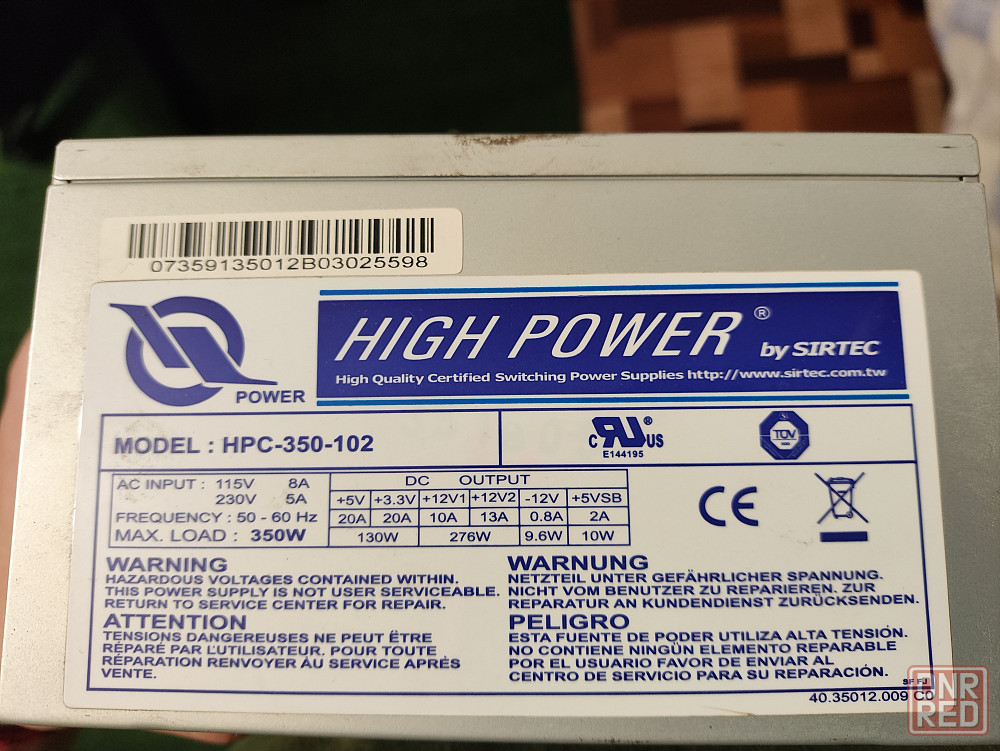 07359135012B03025598
POWER
HIGH POWER ® by SIRTEC
High Quality Certified Switching Power Supplies http://www.sirtec.com.tw
MODEL : HPC-350-102
c RU ® US
E144195
TÜV
AC INPUT : 115V 8A
230V 5A
FREQUENCY : 50 - 60 Hz
MAX. LOAD : 350W
DC OUTPUT
+5V +3.3V +12V1 +12V2 -12V +5VSB
20A 20A 10A 13A 0.8A 2A
130W 276W 9.6W 10W
CE
WARNING
HAZARDOUS VOLTAGES CONTAINED WITHIN.
THIS POWER SUPPLY IS NOT USER SERVICEABLE.
RETURN TO SERVICE CENTER FOR REPAIR.
ATTENTION
TENSIONS DANGEREUSES NE PEUT ËTRE
RÉPARÉ PAR L'UTILISATEUR. POUR TOUTE
RÉPARATION RENVOYER ÁU SERVICE APRÉS
VENTE.
WARNUNG
NETZTEIL UNTER GEFÄHRLICHER SPANNUNG.
NICHT VOM BENUTZER ZU REPARIEREN. ZUR
REPARATUR AN KUNDENDIENST ZURÜCKSENDEN.
PELIGRO
ESTA FUENTE DE PODER UTILIZA ALTA TENSIÓN.
NO CONTIENE NINGÚN ELEMENTO REPARABLE
POR EL USUARIO FAVOR DE ENVIAR AL
CENTRO DE SERVICIO PARA SU REPARACIÓN.
40.35012.009 C0
ONR
RED